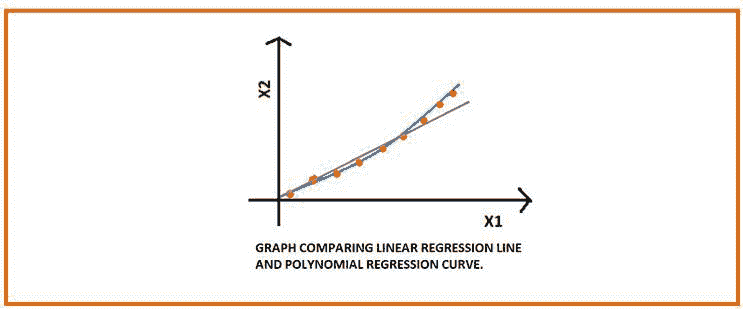 X2
X1
GRAPH COMPARING LINEAR REGRESSION LINE
AND POLYNOMIAL REGRESSION CURVE.